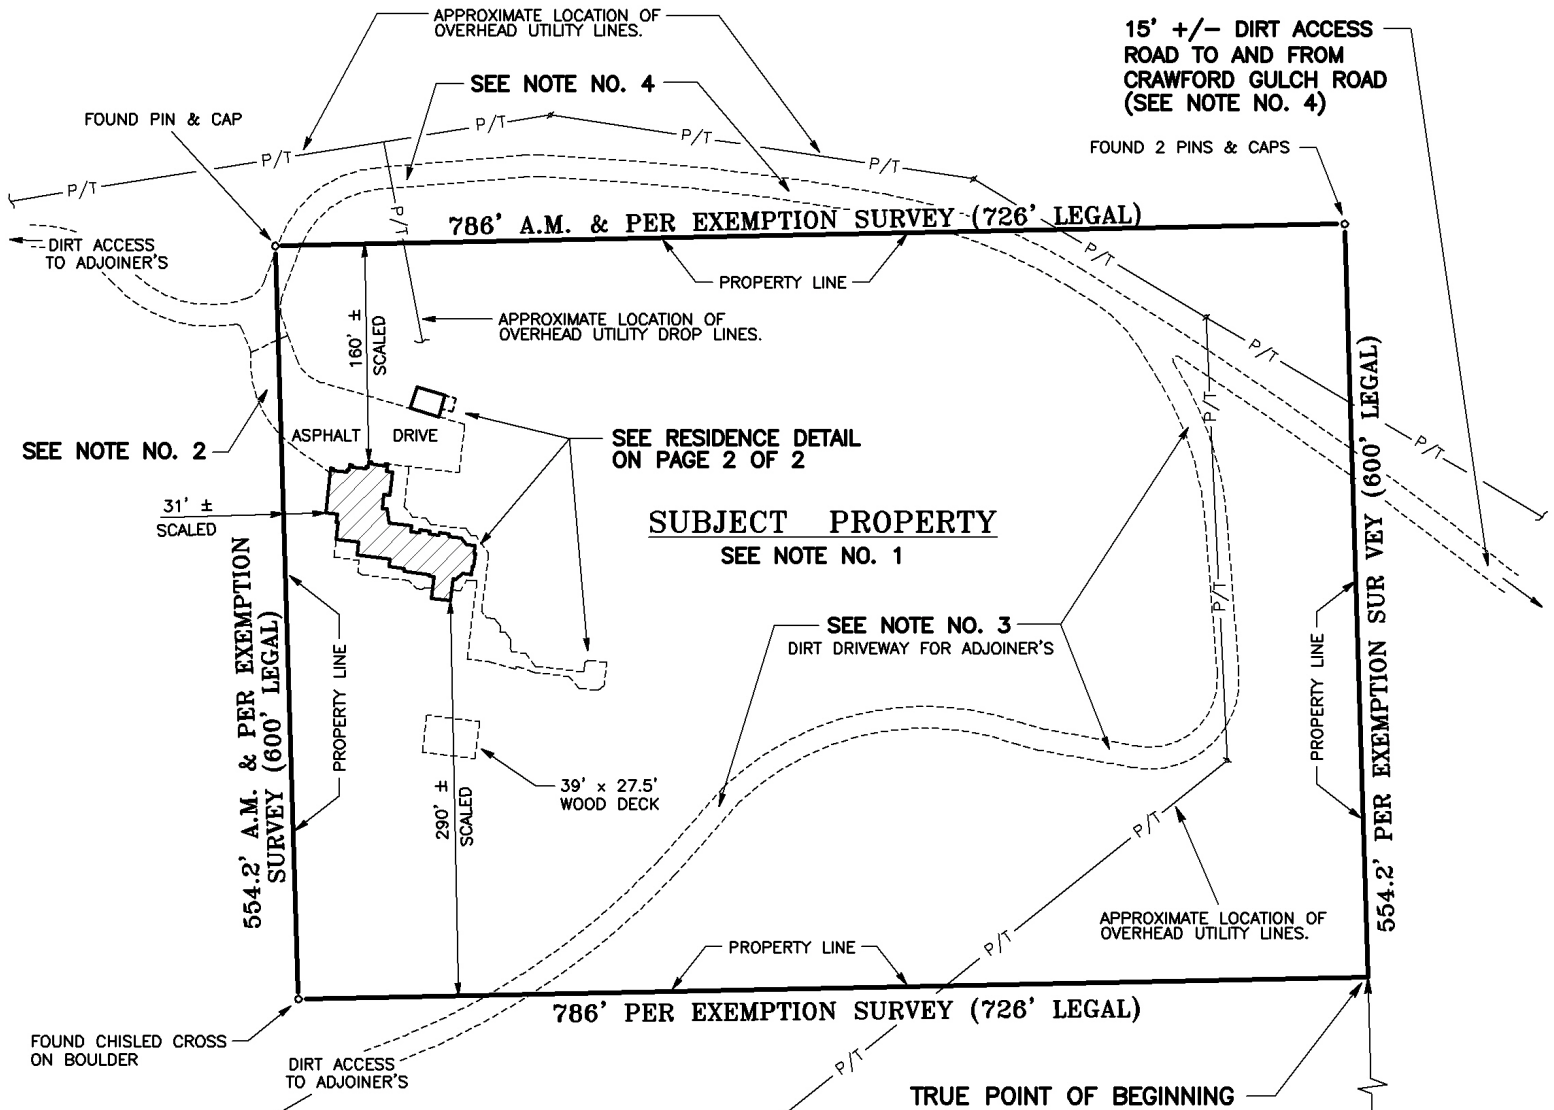 APPROXIMATE LOCATION OF
OVERHEAD UTILITY LINES.
15' +/- DIRT ACCESS
ROAD TO AND FROM
CRAWFORD GULCH ROAD
(SEE NOTE NO. 4)
SEE NOTE NO. 4
FOUND PIN & CAP
P/T
P/T
FOUND 2 PINS & CAPS
P/T
P/T
P/T
P/T
786' A.M. & PER EXEMPTION SURVEY (726' LEGAL)
DIRT ACCESS
TO ADJOINER'S
P/T
PROPERTY LINE
APPROXIMATE LOCATION OF
OVERHEAD UTILITY DROP LINES.
160' ±
SCALED
P/T
P/T
P/T
ASPHALT DRIVE
SEE NOTE NO. 2
SEE RESIDENCE DETAIL
ON PAGE 2 OF 2
31' ±
SCALED
SUBJECT PROPERTY
SEE NOTE NO. 1
P/T
SEE NOTE NO. 3
DIRT DRIVEWAY FOR ADJOINER'S
554.2' A.M. & PER EXEMPTION
SURVEY (600' LEGAL)
PROPERTY LINE
PROPERTY LINE
554.2' PER EXEMPTION SUR VEY (600' LEGAL)
39' x 27.5'
WOOD DECK
290' ±
SCALED
P/T
APPROXIMATE LOCATION OF
OVERHEAD UTILITY LINES.
PROPERTY LINE
P/T
786' PER EXEMPTION SURVEY (726' LEGAL)
FOUND CHISLED CROSS
ON BOULDER
DIRT ACCESS
TO ADJOINER'S
P/T
TRUE POINT OF BEGINNING